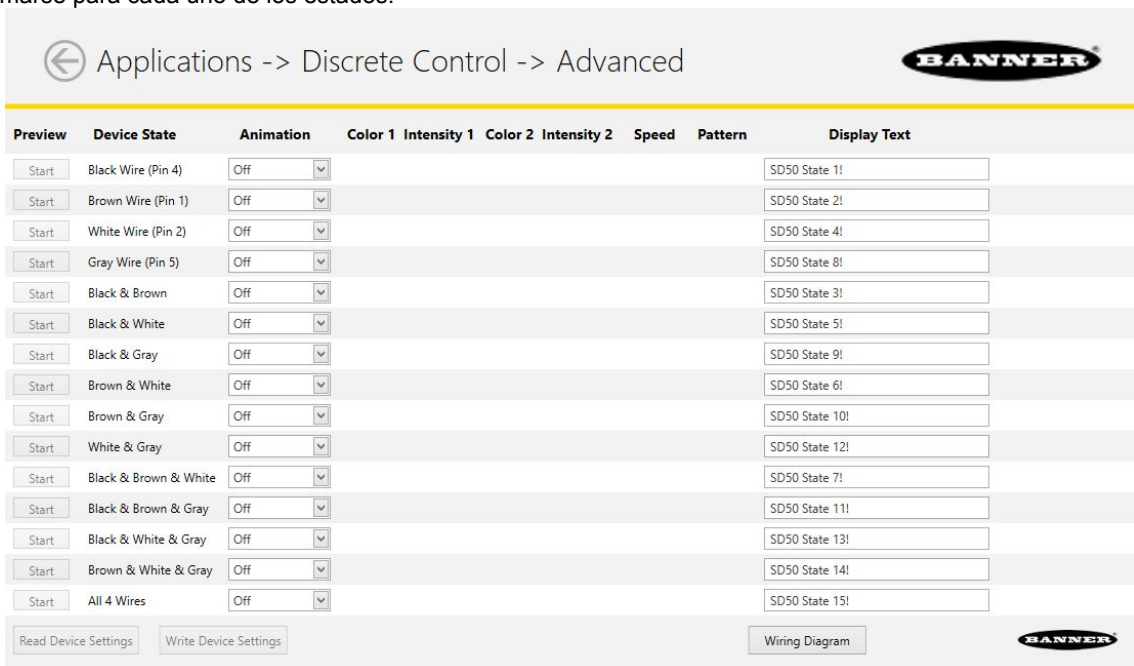 marco para cada uno de los estados.
Applications -> Discrete Control -> Advanced
BANNER
Preview Device State Animation Color 1 Intensity 1 Color 2 Intensity 2 Speed Pattern Display Text
Start Black Wire (Pin 4) Off SD50 State 1!
Start Brown Wire (Pin 1) Off SD50 State 2!
Start White Wire (Pin 2) Off SD50 State 4!
Start Gray Wire (Pin 5) Off SD50 State 8!
Start Black & Brown Off SD50 State 3!
Start Black & White Off SD50 State 5!
Start Black & Gray Off SD50 State 9!
Start Brown & White Off SD50 State 6!
Start Brown & Gray Off SD50 State 10!
Start White & Gray Off SD50 State 12!
Start Black & Brown & White Off SD50 State 7!
Start Black & Brown & Gray Off SD50 State 11!
Start Black & White & Gray Off SD50 State 13!
Start Brown & White & Gray Off SD50 State 14!
Start All 4 Wires Off SD50 State 15!
Read Device Settings Write Device Settings Wiring Diagram BANNER